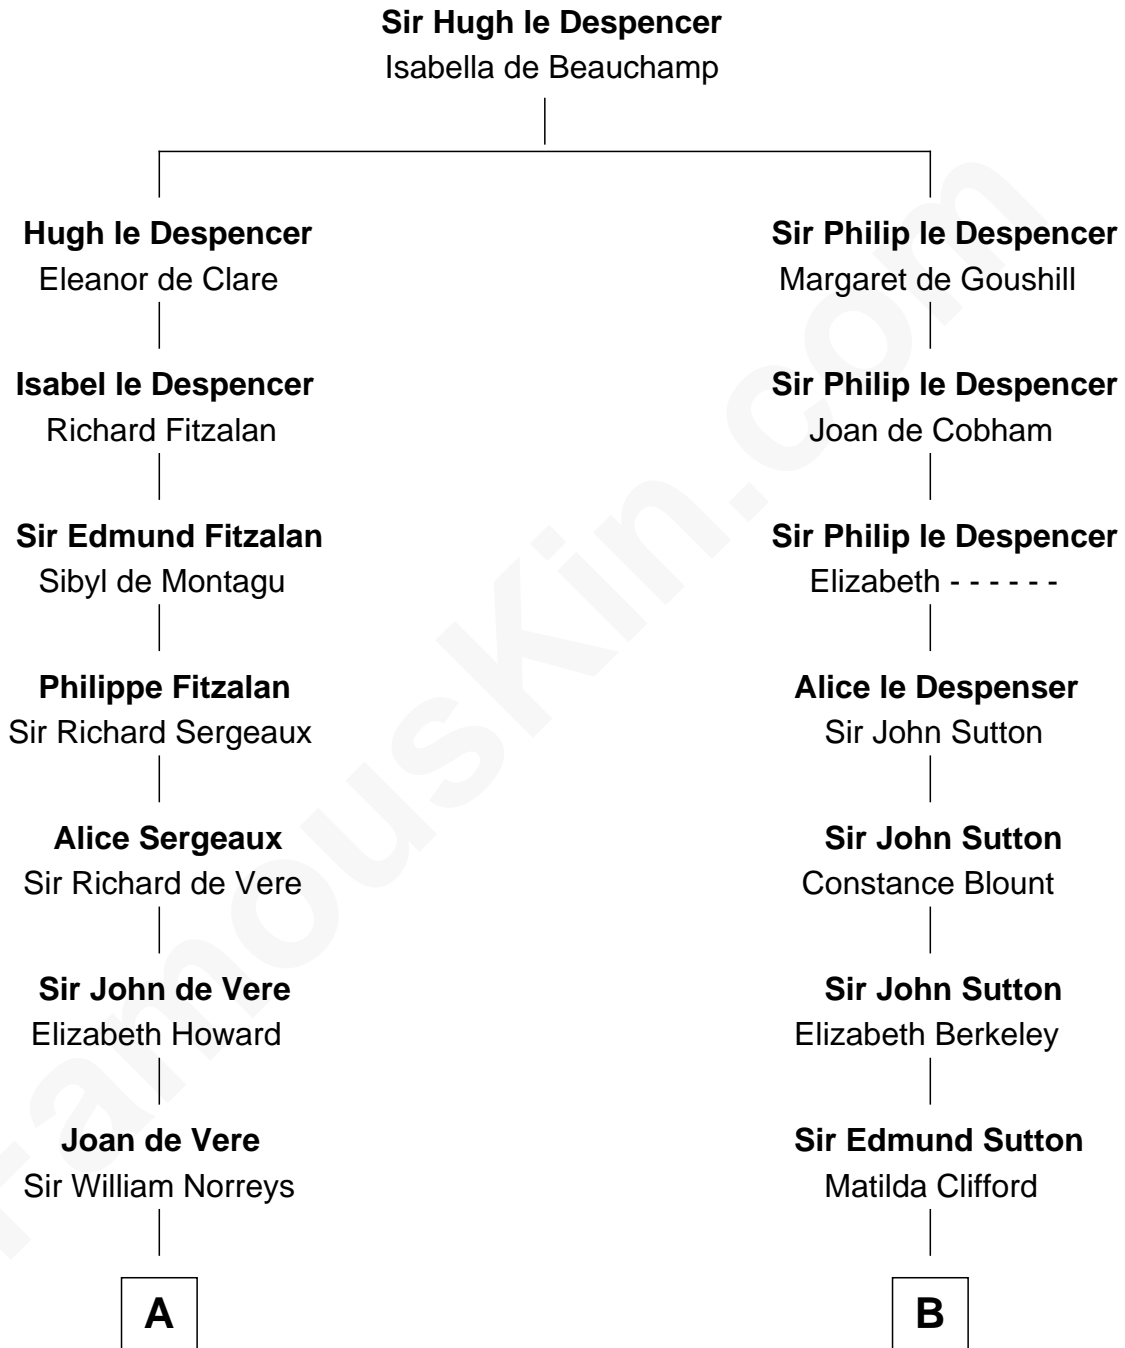 Sir Hugh le Despencer
Isabella de Beauchamp
Hugh le Despencer
Eleanor de Clare
Sir Philip le Despencer
Margaret de Goushill
Isabel le Despencer
Richard Fitzalan
Sir Philip le Despencer
Joan de Cobham
Sir Edmund Fitzalan
Sibyl de Montagu
Sir Philip le Despencer
Elizabeth - - - - - -
Philippe Fitzalan
Sir Richard Sergeaux
Alice le Despenser
Sir John Sutton
Alice Sergeaux
Sir Richard de Vere
Sir John Sutton
Constance Blount
Sir John de Vere
Elizabeth Howard
Sir John Sutton
Elizabeth Berkeley
Joan de Vere
Sir William Norreys
Sir Edmund Sutton
Matilda Clifford
A
B
FamousKin.com